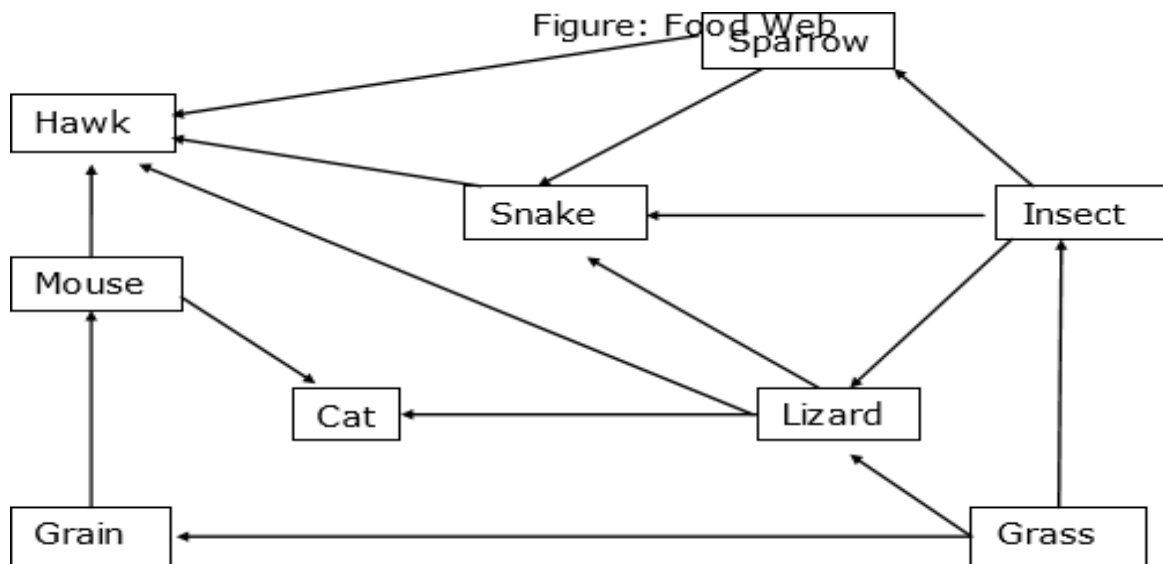 Figure: Food Web
Sparrow
Hawk
Snake
Insect
Mouse
Cat
Lizard
Grain
Grass